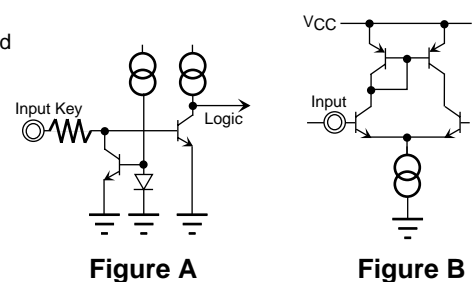 d
Input Key
Logic
Figure A
VCC
Input
Figure B